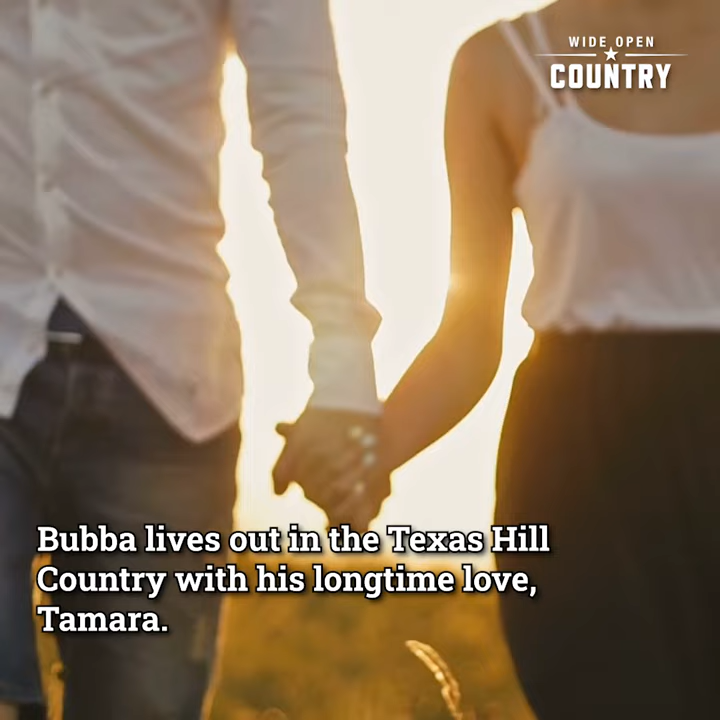 WIDE OPEN
COUNTRY
Bubba lives out in the Texas Hill
Country with his longtime love,
Tamara.